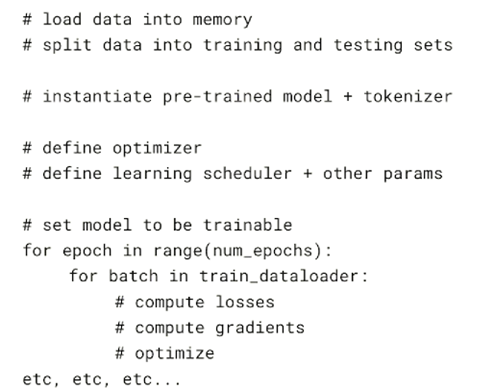 # load data into memory
# split data into training and testing sets
# instantiate pre-trained model + tokenizer
# define optimizer
# define learning scheduler + other params
# set model to be trainable
for epoch in range(num_epochs):
for batch in train_dataloader:
# compute losses
# compute gradients
# optimize
etc, etc, etc...